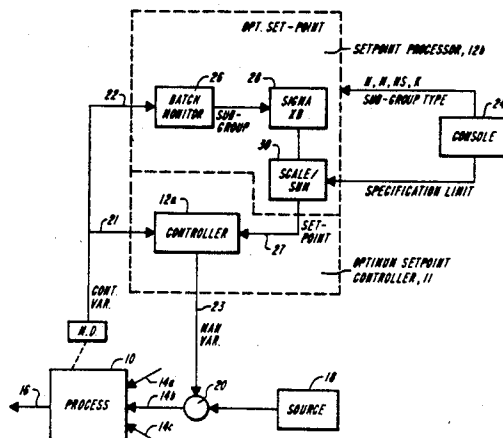 OPT. SET-POINT
SETPOINT PROCESSOR, 12b
26
28
22
BATCH
MONITOR
SUB-
GROUP
SIGMA
XB
N, M, NS, K
SUB-GROUP TYPE
24
CONSOLE
30
SCALE/
SUM
SPECIFICATION LIMIT
12a
21
CONTROLLER
SET-
POINT
27
OPTIMUM SETPOINT
CONTROLLER, 11
23
CONT.
VAR.
MAN
VAR.
M.D
10
14a
20
18
16
PROCESS
14b
SOURCE
14c